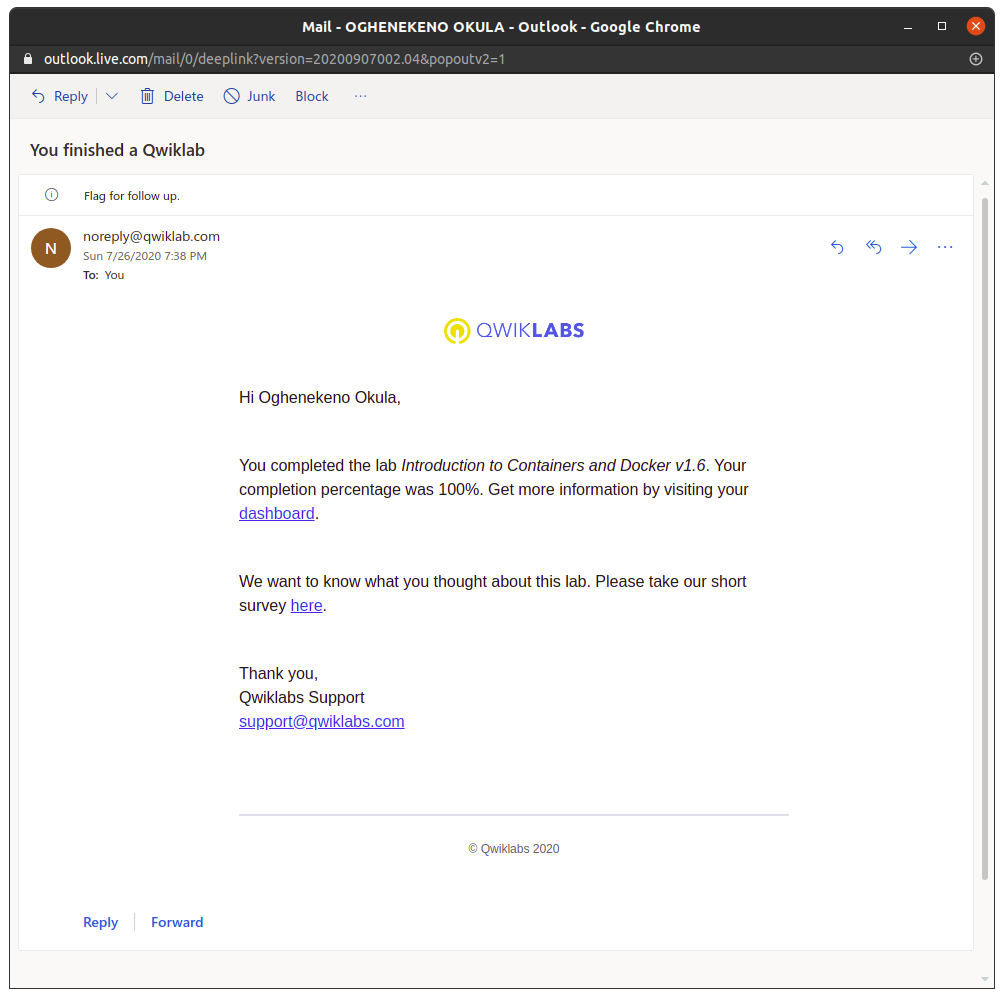 Mail - OGHENEKENO OKULA - Outlook - Google Chrome
outlook.live.com/mail/0/deeplink?version=20200907002.04&popoutv2=1
Reply Delete Junk Block
You finished a Qwiklab
Flag for follow up.
N
noreply@qwiklab.com
Sun 7/26/2020 7:38 PM
To: You
QWIKLABS
Hi Oghenekeno Okula,
You completed the lab Introduction to Containers and Docker v1.6. Your
completion percentage was 100%. Get more information by visiting your
dashboard.
We want to know what you thought about this lab. Please take our short
survey here.
Thank you,
Qwiklabs Support
support@qwiklabs.com
© Qwiklabs 2020
Reply Forward